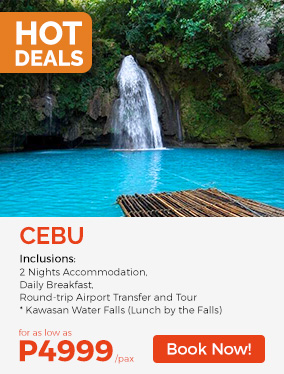 HOT
DEALS
CEBU
Inclusions:
2 Nights Accommodation,
Daily Breakfast,
Round-trip Airport Transfer and Tour
* Kawasan Water Falls (Lunch by the Falls)
for as low as
P4999/pax
Book Now!